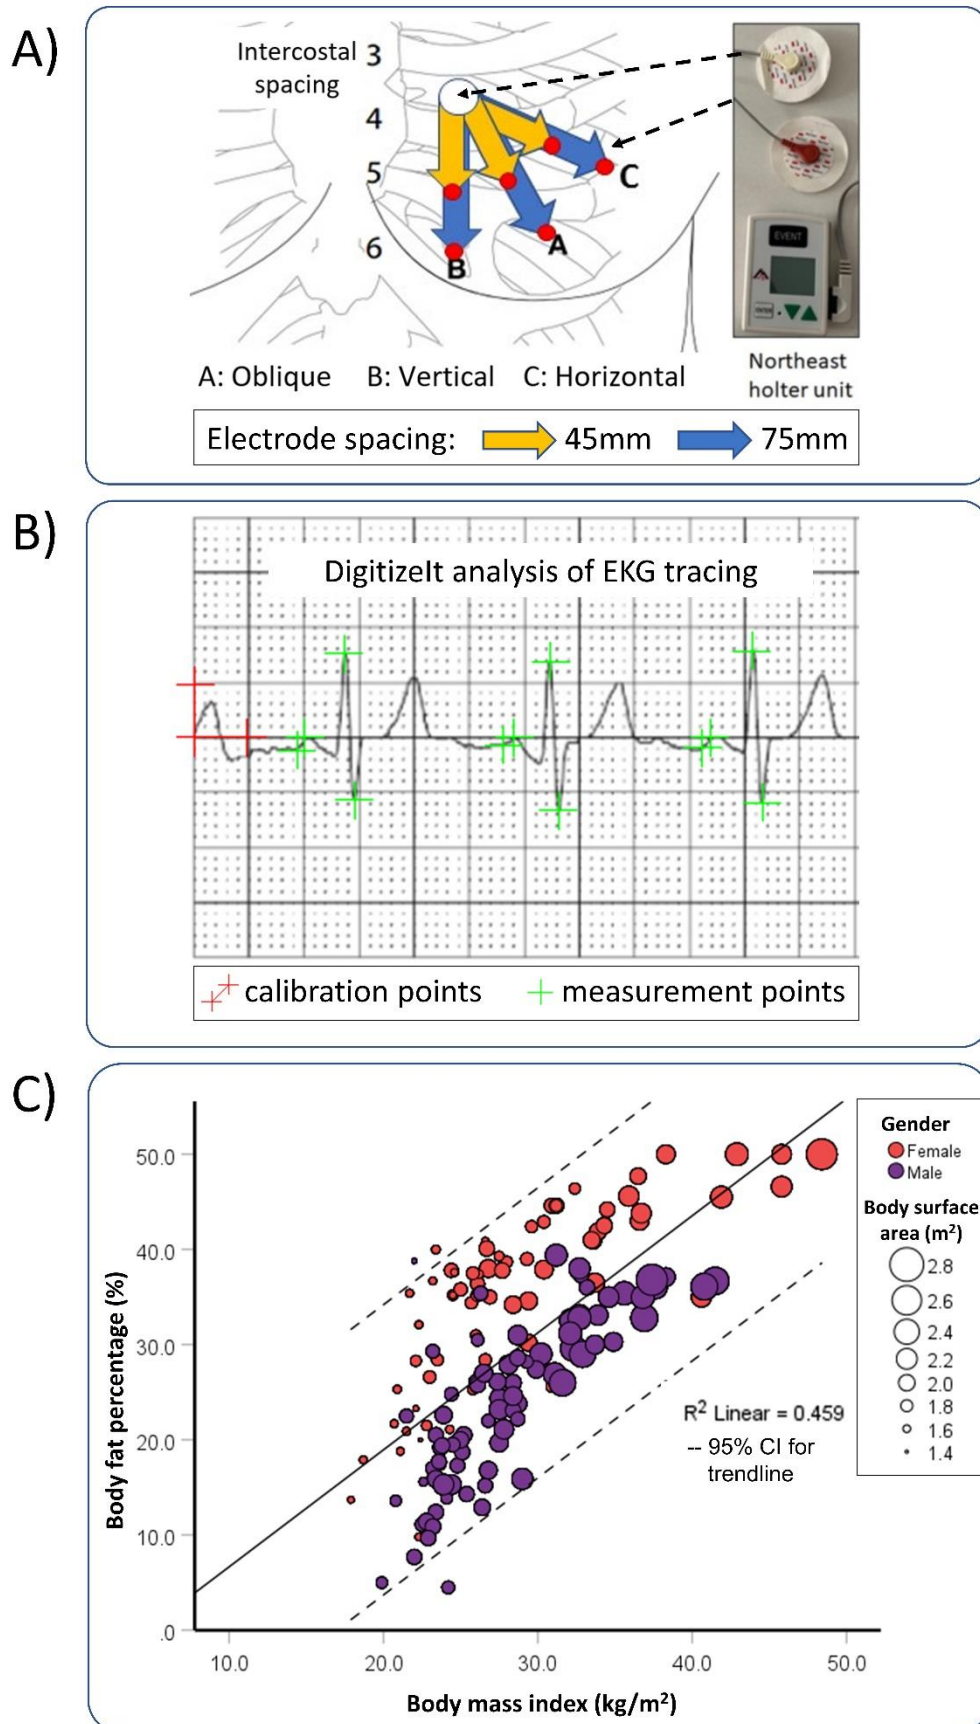 A)
Intercostal
spacing
3
4
5
6
C
A
B
EVENT
ENTER
Northeast
holter unit
A: Oblique B: Vertical C: Horizontal
Electrode spacing: 45mm 75mm
B)
DigitizeIt analysis of EKG tracing
calibration points measurement points
C)
Body fat percentage (%)
50.0
40.0
30.0
20.0
10.0
.0
10.0 20.0 30.0 40.0 50.0
Body mass index (kg/m²)
R² Linear = 0.459
-- 95% CI for
trendline
Gender
Female
Male
Body surface
area (m²)
2.8
2.6
2.4
2.2
2.0
1.8
1.6
1.4